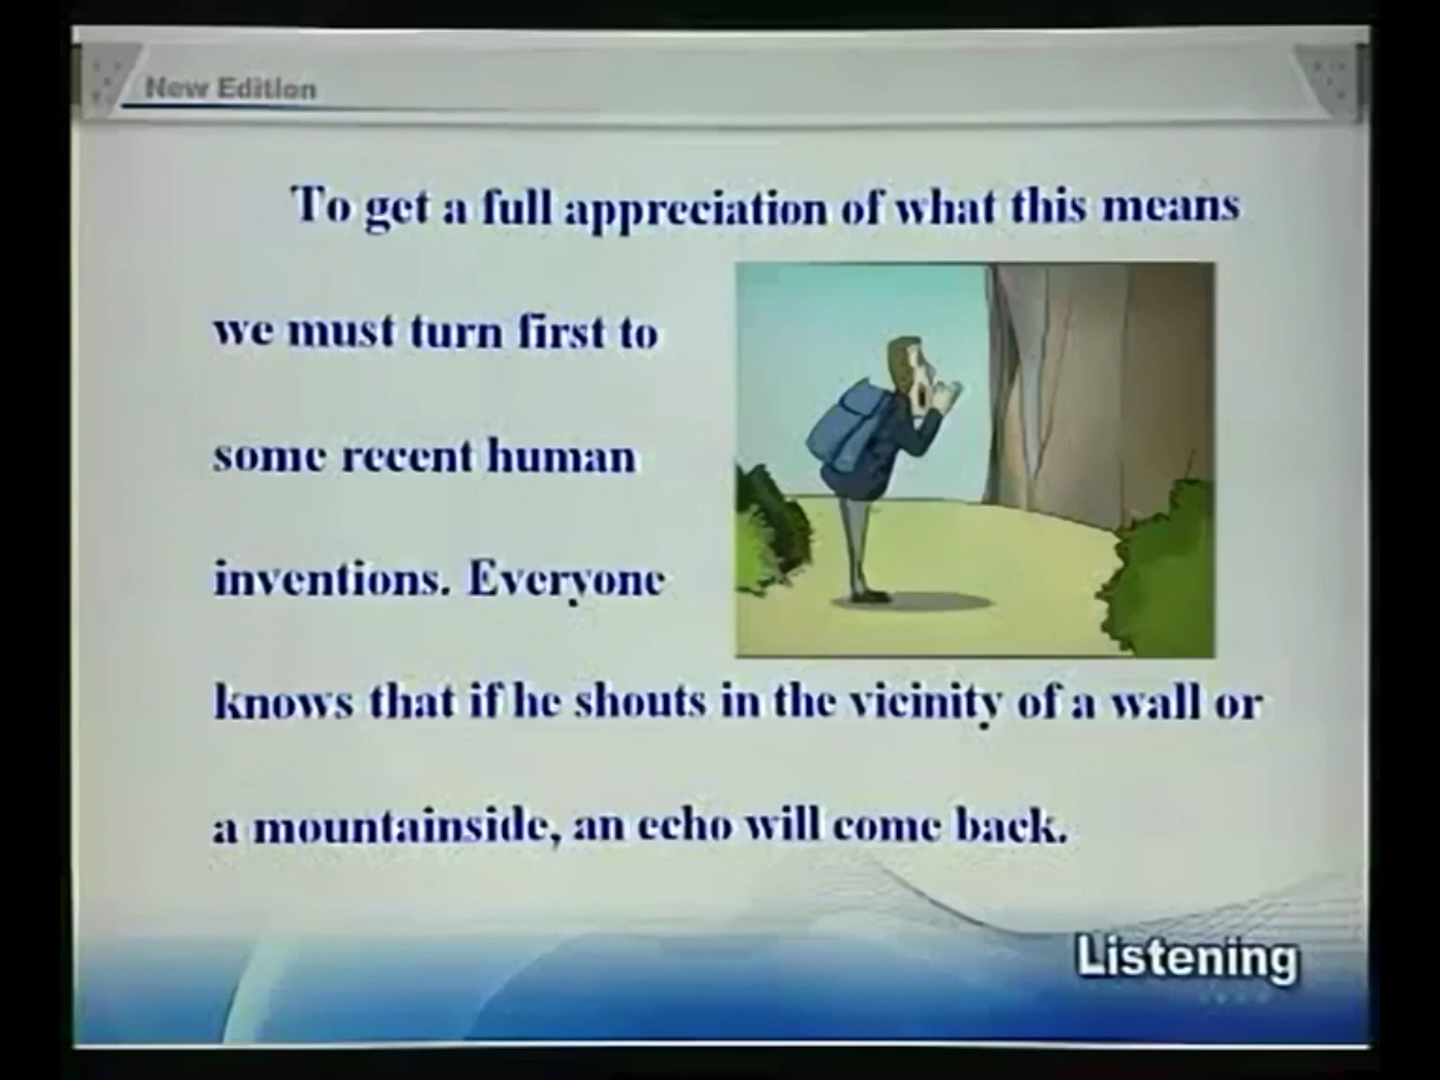 New Edition
To get a full appreciation of what this means
we must turn first to
some recent human
inventions. Everyone
knows that if he shouts in the vicinity of a wall or
a mountainside, an echo will come back.
Listening